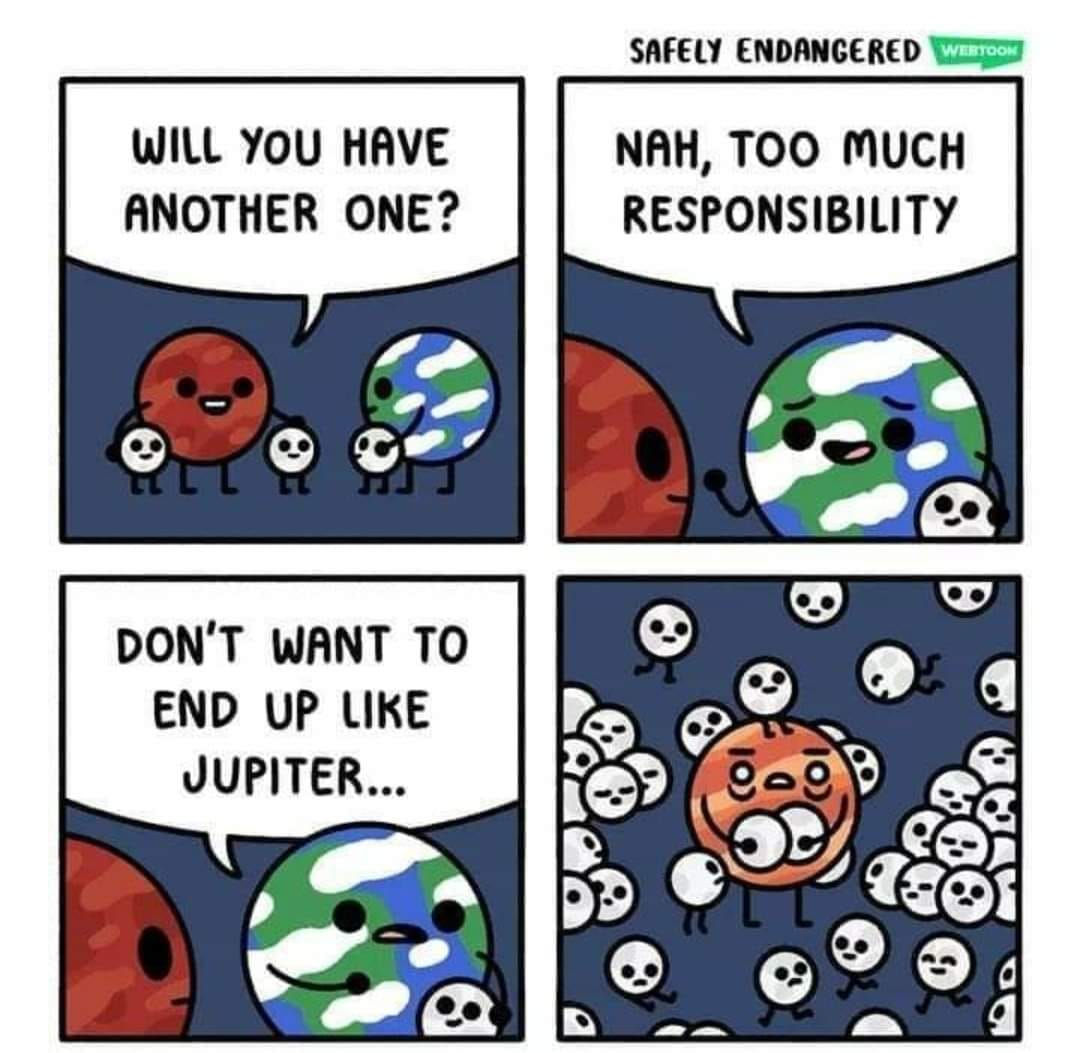 SAFELY ENDANGERED WEBTOON
WILL YOU HAVE
ANOTHER ONE?
NAH, TOO MUCH
RESPONSIBILITY
DON'T WANT TO
END UP LIKE
JUPITER...